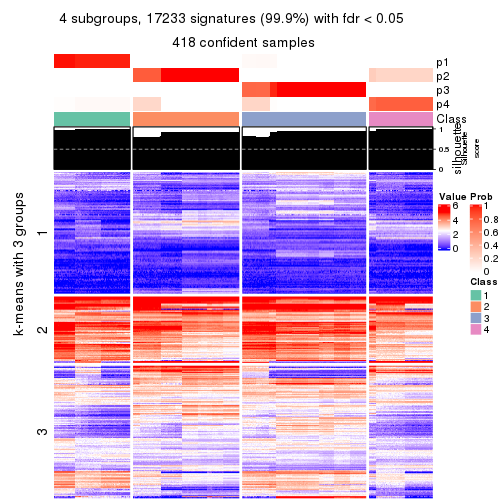 4 subgroups, 17233 signatures (99.9%) with fdr < 0.05
418 confident samples
p1
p2
p3
p4
Class
silhouette
Silhouette
score
1
0.5
0
k-means with 3 groups
1
2
3
Value
6
4
2
0
Prob
1
0.8
0.6
0.4
0.2
0
Class
1
2
3
4